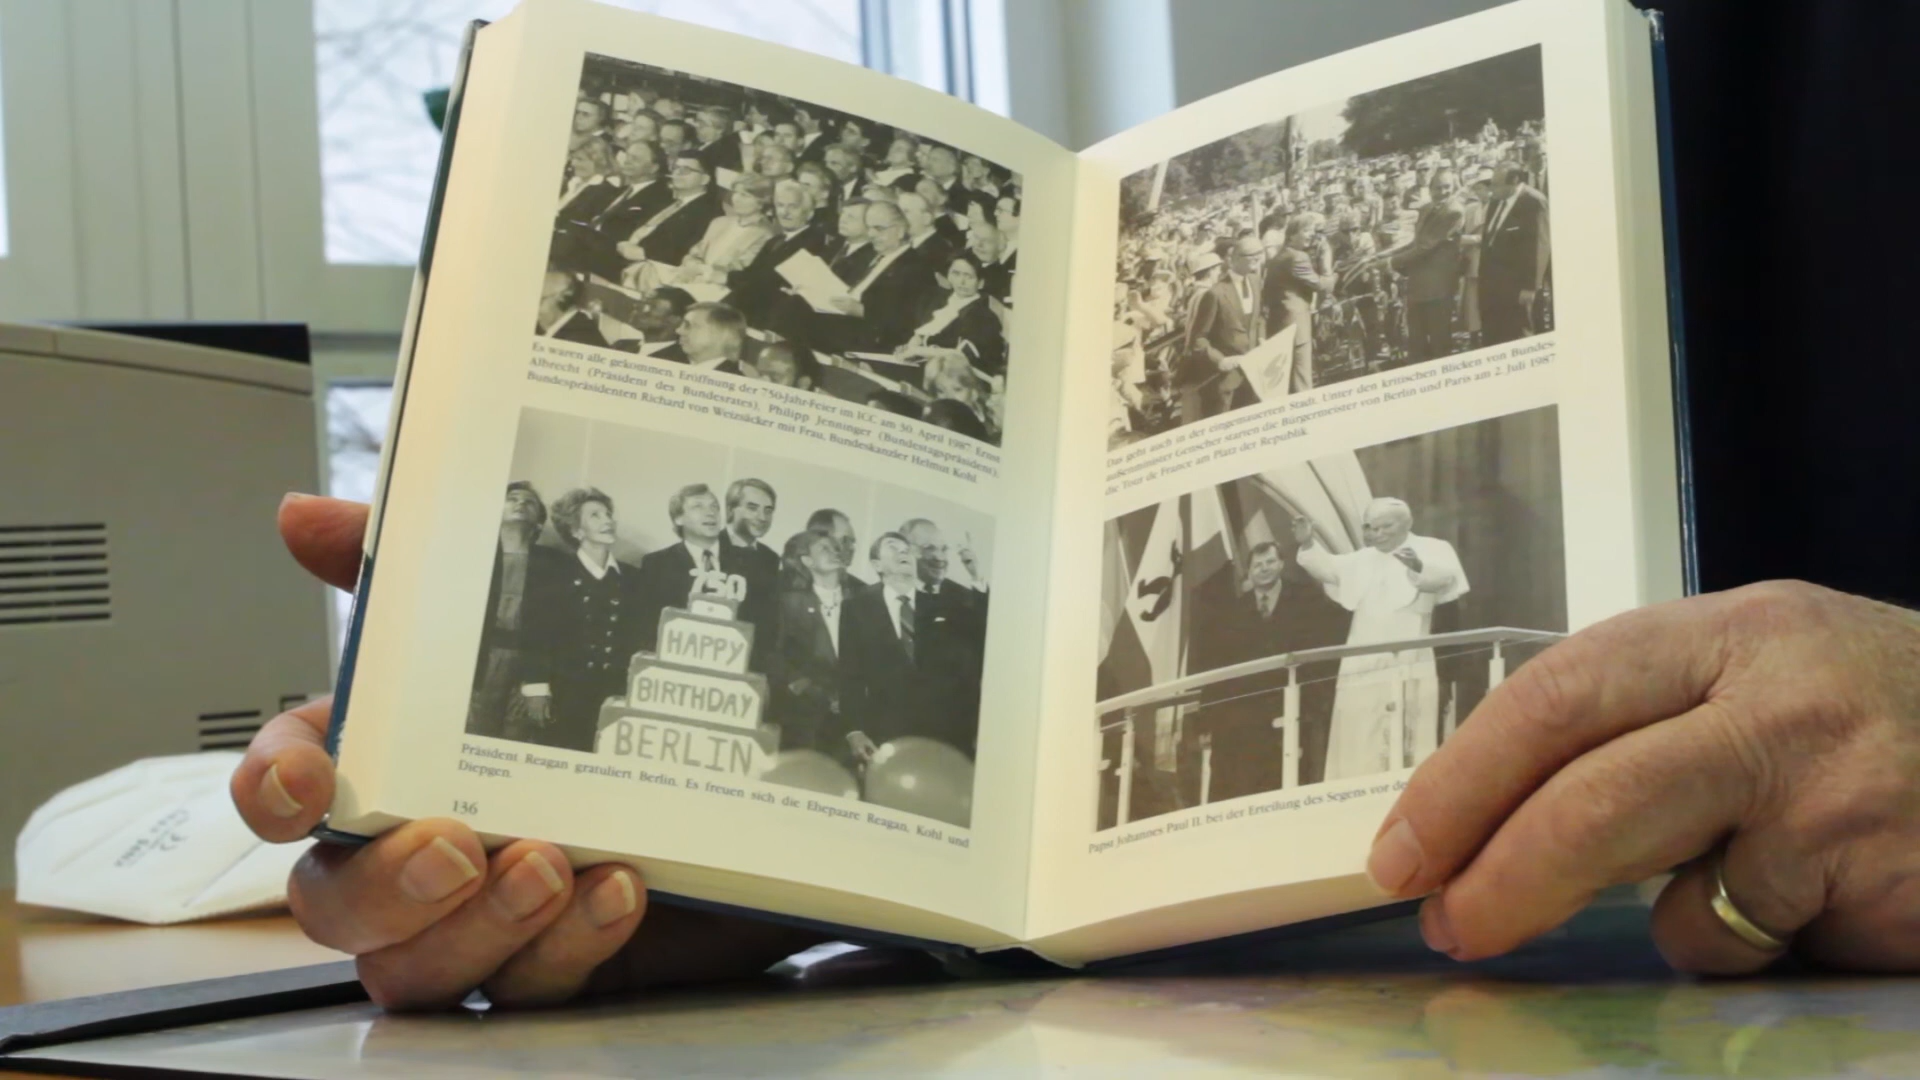 Es waren alle gekommen. Eröffnung der 750-Jahr-Feier im ICC am 30. April 1987. Ernst
Albrecht (Präsident des Bundesrates), Philipp Jenninger (Bundestagspräsident),
Bundespräsidenten Richard von Weizsäcker mit Frau, Bundeskanzler Helmut Kohl.
750
HAPPY
BIRTHDAY
BERLIN
Präsident Reagan gratuliert Berlin. Es freuen sich die Ehepaare Reagan, Kohl und
Diepgen.
136
Das geht auch in der eingemauerten Stadt. Unter den kritischen Blicken von Bundes-
außenminister Genscher starten die Bürgermeister von Berlin und Paris am 2. Juli 1987
die Tour de France am Platz der Republik.
Papst Johannes Paul II. bei der Erteilung des Segens vor
CE